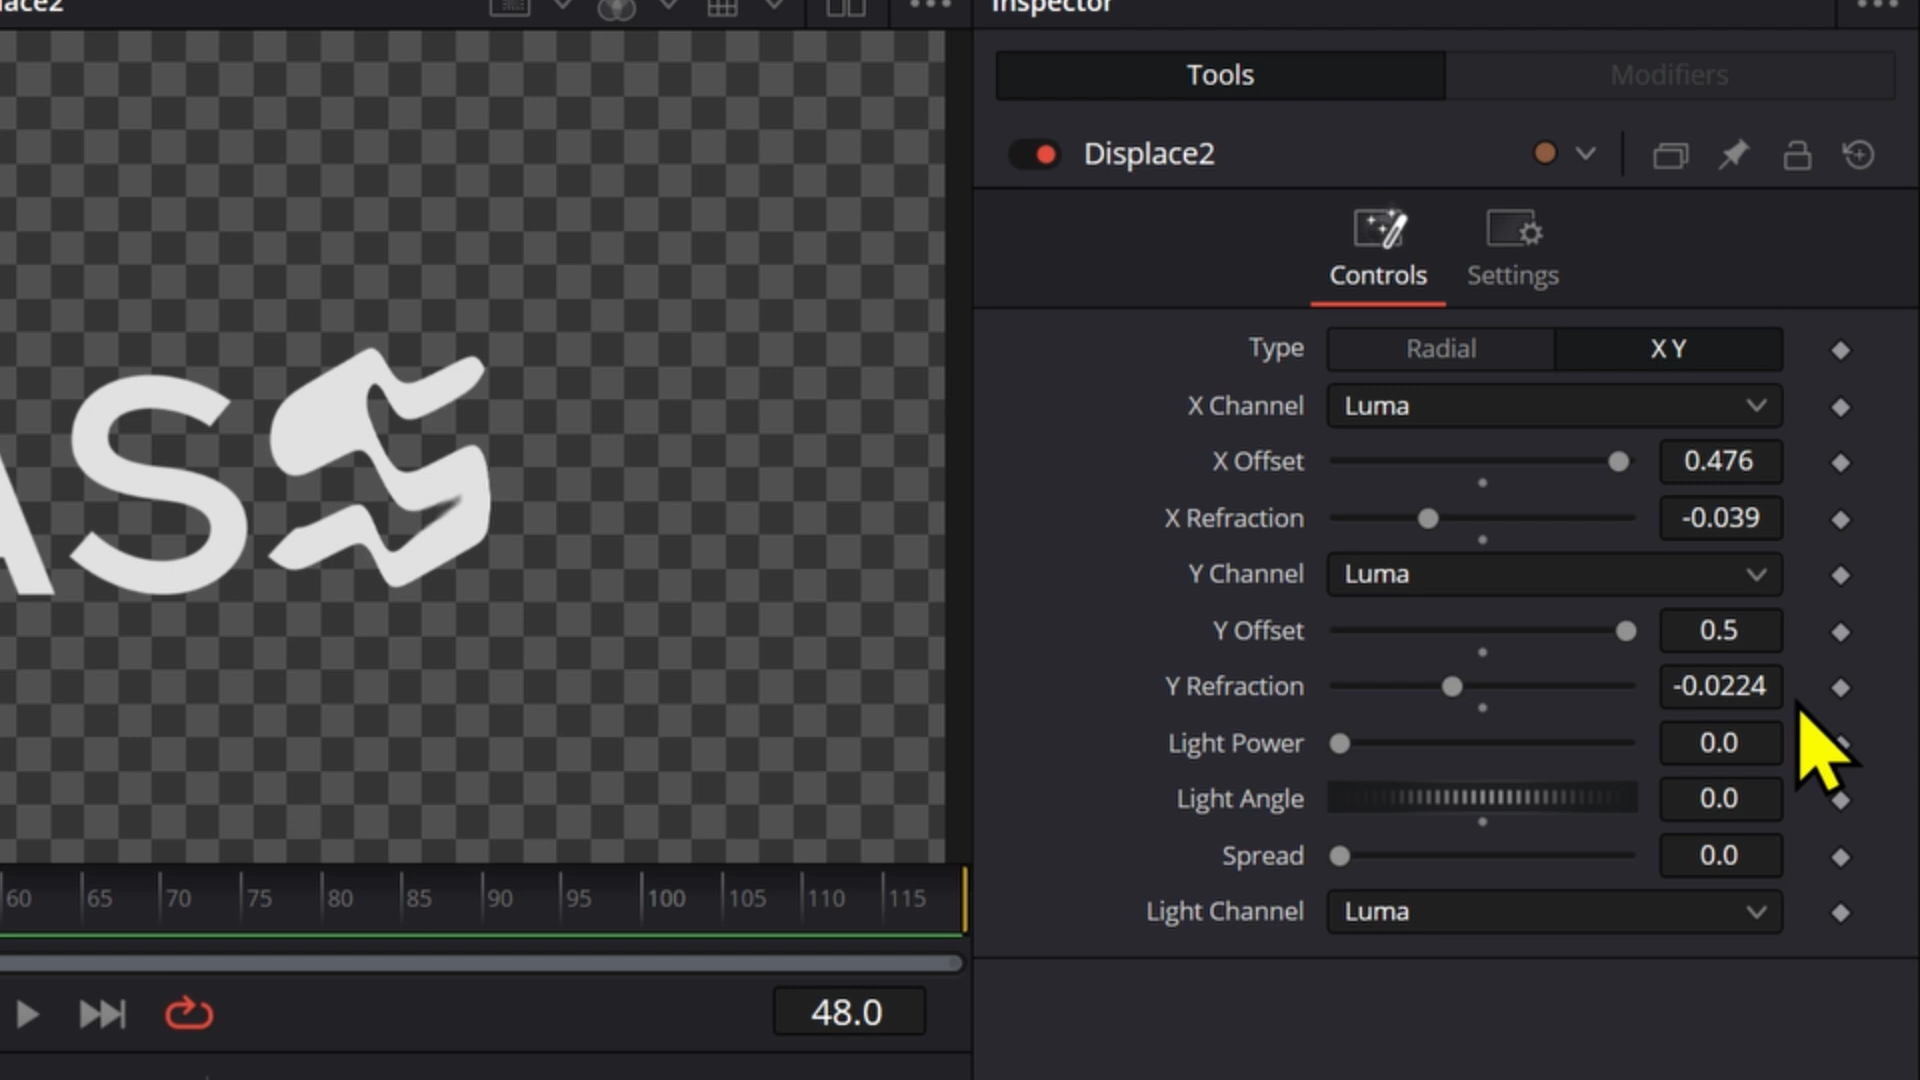 Inspector
Tools
Modifiers
Displace2
Controls
Settings
Type
Radial
X Y
X Channel
Luma
X Offset
0.476
X Refraction
-0.039
Y Channel
Luma
Y Offset
0.5
Y Refraction
-0.0224
Light Power
0.0
Light Angle
0.0
Spread
0.0
Light Channel
Luma
ASS
60 65 70 75 80 85 90 95 100 105 110 115
48.0